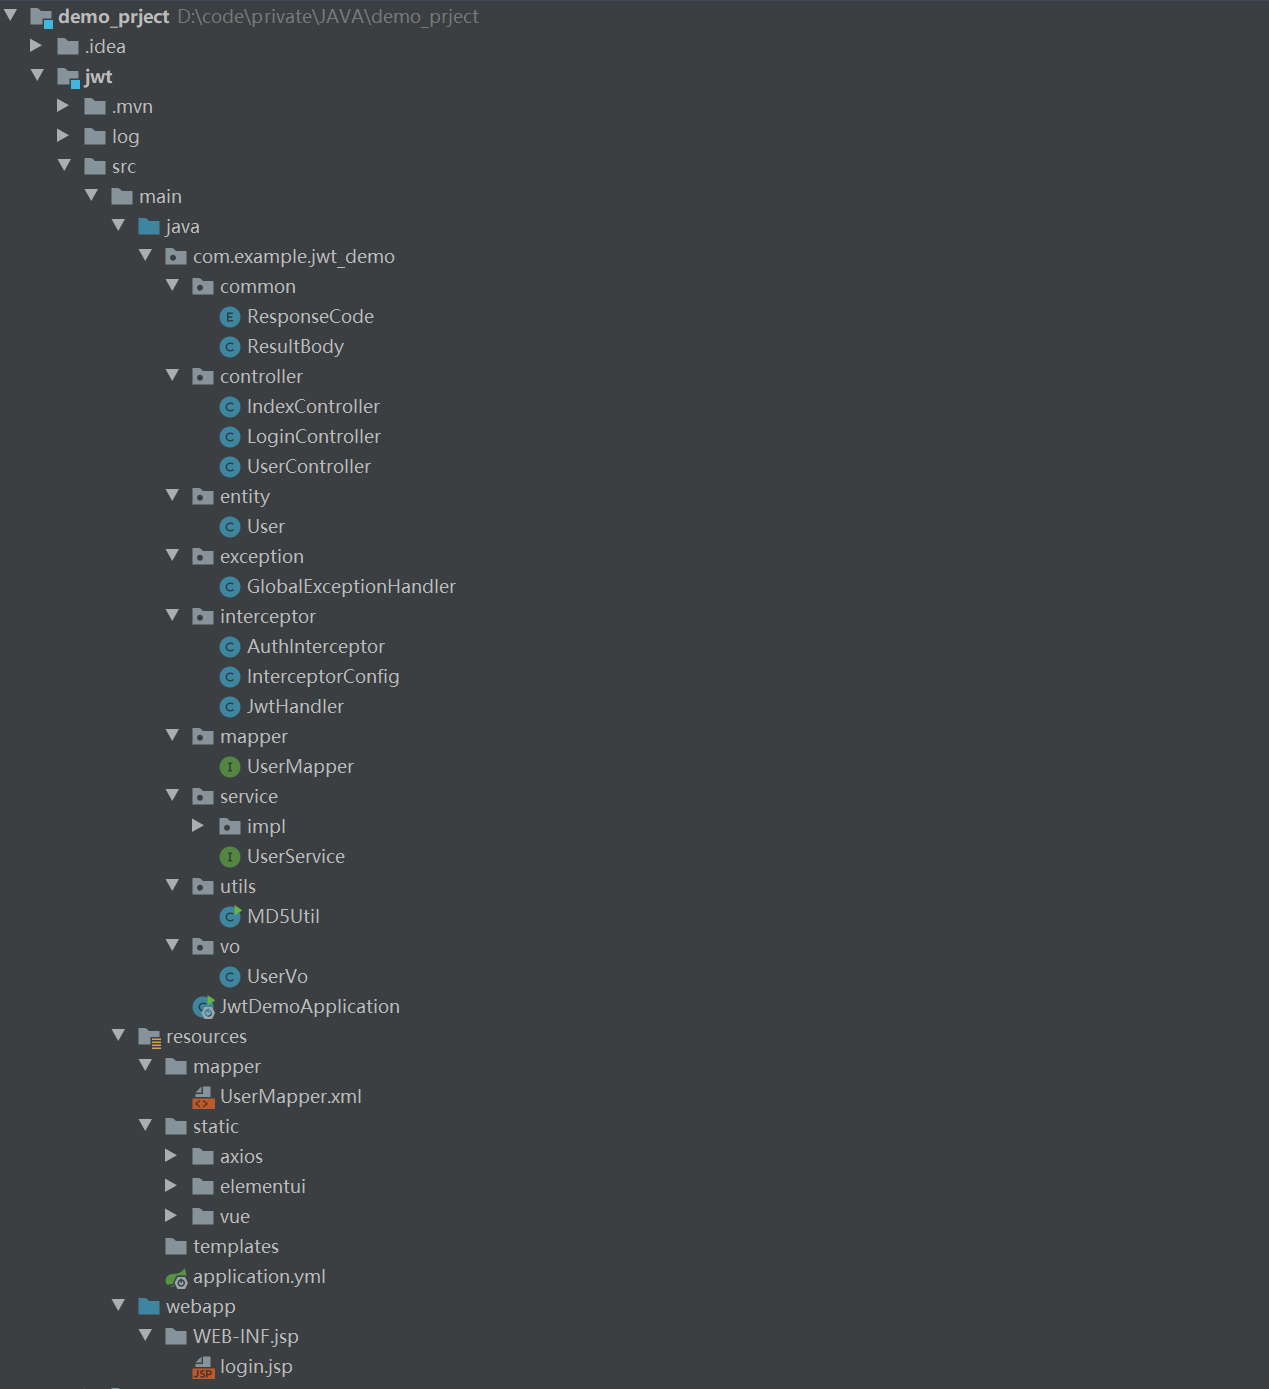 demo_prject D:\code\private\JAVA\demo_prject
.idea
jwt
.mvn
log
src
main
java
com.example.jwt_demo
common
E ResponseCode
C ResultBody
controller
C IndexController
C LoginController
C UserController
entity
C User
exception
C GlobalExceptionHandler
interceptor
C AuthInterceptor
C InterceptorConfig
C JwtHandler
mapper
I UserMapper
service
impl
I UserService
utils
C MD5Util
vo
C UserVo
C JwtDemoApplication
resources
mapper
<> UserMapper.xml
static
axios
elementui
vue
templates
application.yml
webapp
WEB-INF.jsp
JSP login.jsp